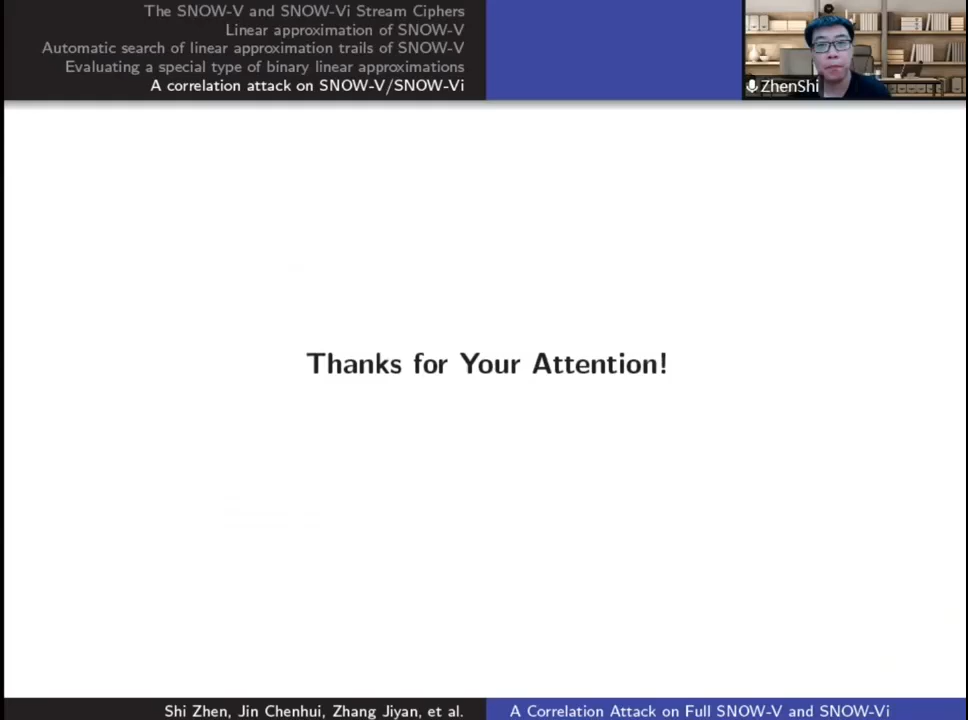 The SNOW-V and SNOW-Vi Stream Ciphers
Linear approximation of SNOW-V
Automatic search of linear approximation trails of SNOW-V
Evaluating a special type of binary linear approximations
A correlation attack on SNOW-V/SNOW-Vi
ZhenShi
Thanks for Your Attention!
Shi Zhen, Jin Chenhui, Zhang Jiyan, et al.
A Correlation Attack on Full SNOW-V and SNOW-Vi